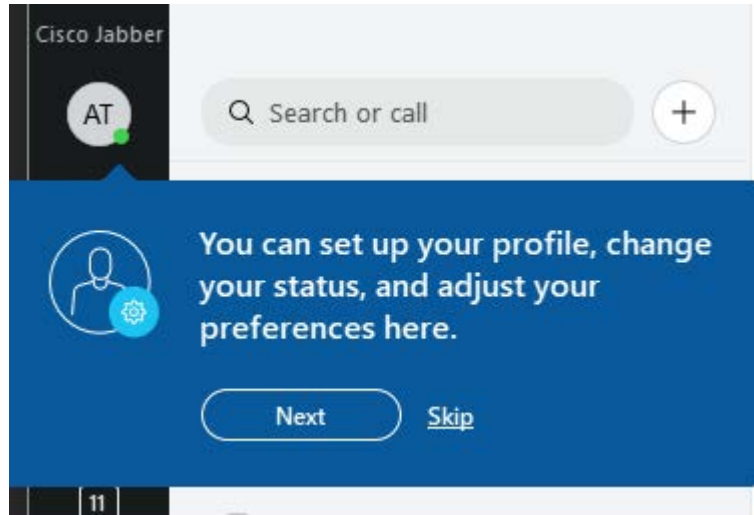 Cisco Jabber
AT
Search or call
You can set up your profile, change
your status, and adjust your
preferences here.
Next
Skip
11